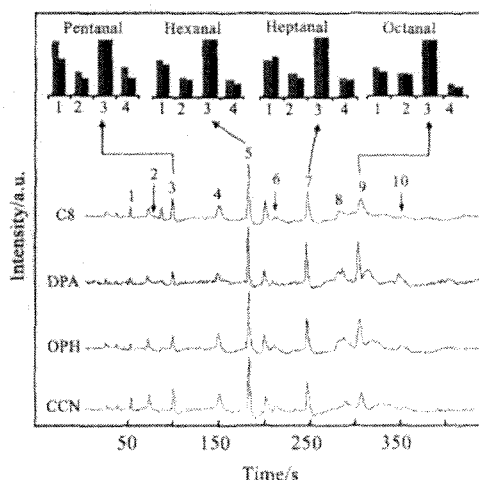 Pentanal Hexanal Heptanal Octanal
1 2 3 4 1 2 3 4 1 2 3 4 1 2 3 4
5
1 2 3 4 6 7 8 9 10
C8
DPA
OPH
CCN
Intensity/a.u.
50 150 250 350
Time/s